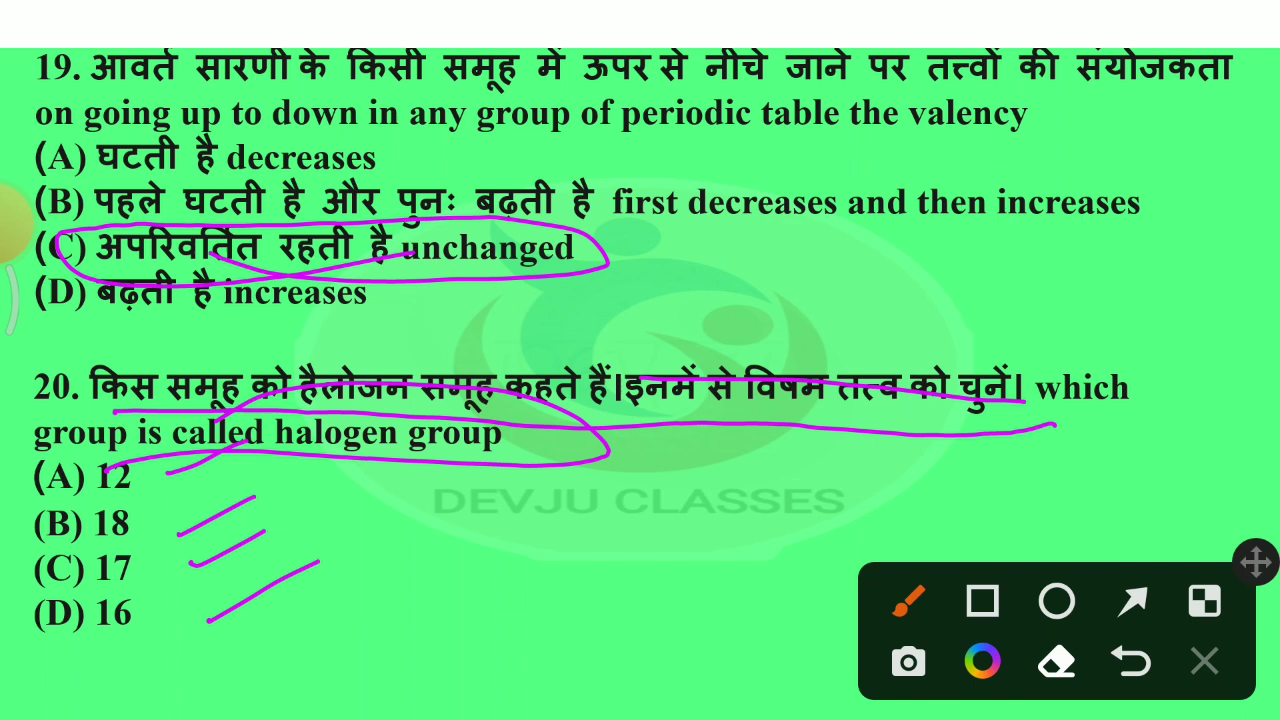 19. आवर्त सारणी के किसी समूह में ऊपर से नीचे जाने पर तत्त्वों की संयोजकता
on going up to down in any group of periodic table the valency
(A) घटती है decreases
(B) पहले घटती है और पुनः बढ़ती है first decreases and then increases
(C) अपरिवर्तित रहती है unchanged
(D) बढ़ती है increases
20. किस समूह को हैलोजन समूह कहते हैं।इनमें से विषम तत्त्व को चुनें। which
group is called halogen group
(A) 12
(B) 18
(C) 17
(D) 16
DEVJU CLASSES